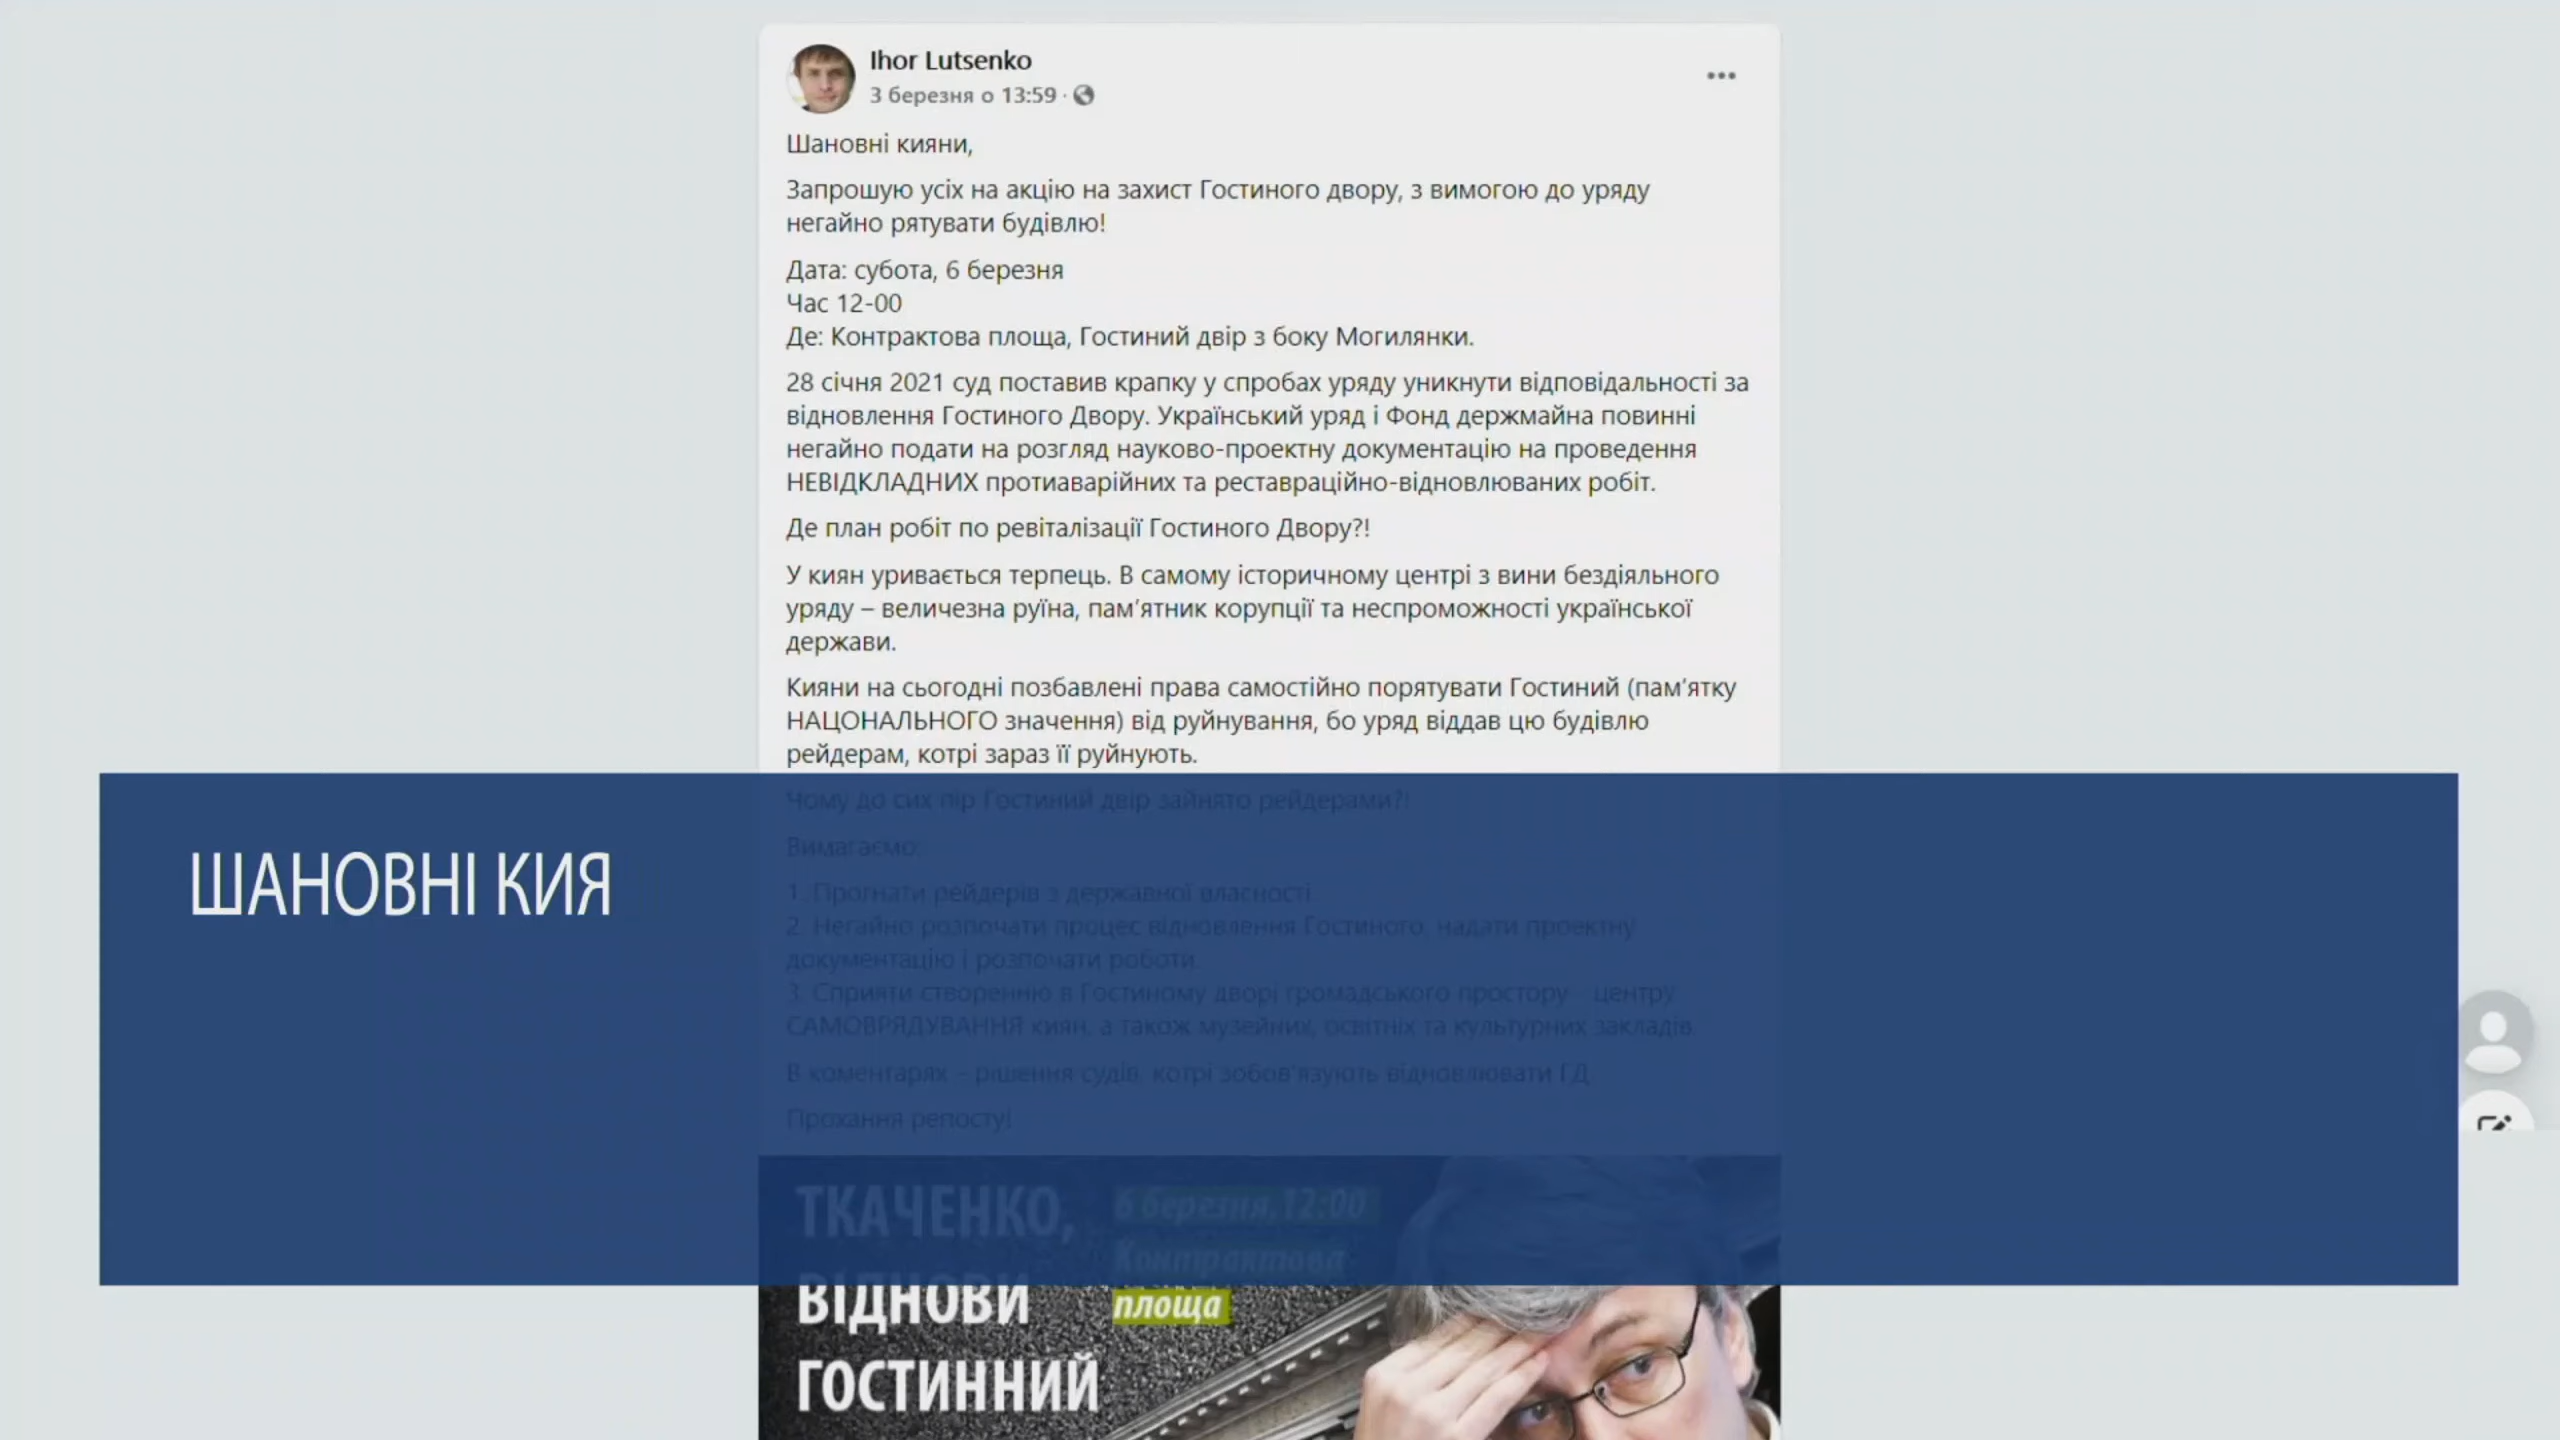 Ihor Lutsenko
3 березня о 13:59 ·
Шановні кияни,
Запрошую усіх на акцію на захист Гостиного двору, з вимогою до уряду
негайно рятувати будівлю!
Дата: субота, 6 березня
Час 12-00
Де: Контрактова площа, Гостиний двір з боку Могилянки.
28 січня 2021 суд поставив крапку у спробах уряду уникнути відповідальності за
відновлення Гостиного Двору. Український уряд і Фонд держмайна повинні
негайно подати на розгляд науково-проектну документацію на проведення
НЕВІДКЛАДНИХ протиаварійних та реставраційно-відновлюваних робіт.
Де план робіт по ревіталізації Гостиного Двору?!
У киян уривається терпець. В самому історичному центрі з вини бездіяльного
уряду – величезна руїна, пам'ятник корупції та неспроможності української
держави.
Кияни на сьогодні позбавлені права самостійно порятувати Гостиний (пам'ятку
НАЦОНАЛЬНОГО значення) від руйнування, бо уряд віддав цю будівлю
рейдерам, котрі зараз її руйнують.
Чому до сих пір Гостиний двір зайнято рейдерами?!
Вимагаємо:
ШАНОВНІ КИЯ
1. Прогнати рейдерів з державної власності.
2. Негайно розпочати процес відновлення Гостиного, надати проектну
документацію і розпочати роботи.
3. Сприяти створенню в Гостиному дворі громадського простору – центру
САМОВРЯДУВАННЯ киян, а також музейних, освітніх та культурних закладів.
В коментарях – рішення судів, котрі зобов'язують відновлювати ГД.
Прохання репосту!
ТКАЧЕНКО,
ВІДНОВИ
ГОСТИННИЙ
6 березня, 12:00
Контрактова
площа